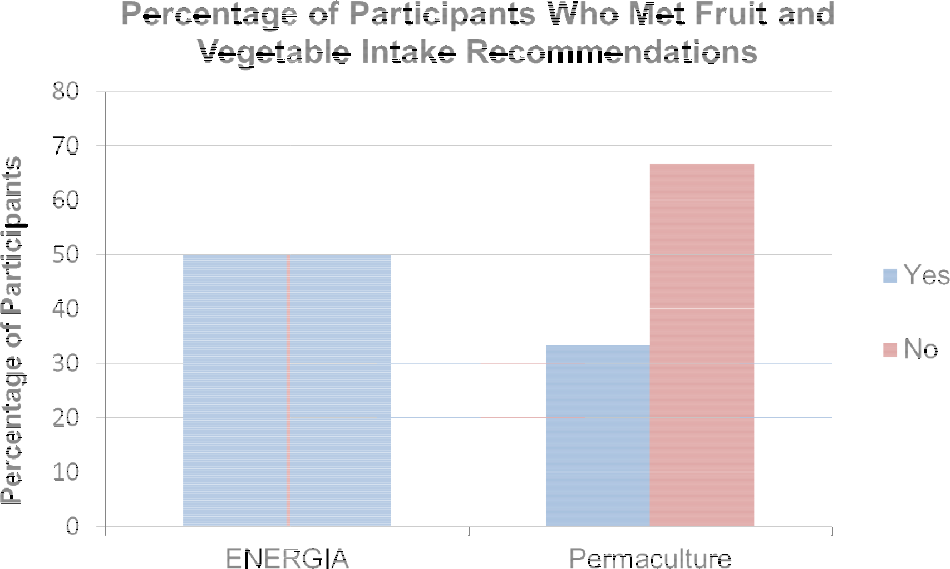 Percentage of Participants Who Met Fruit and
Vegetable Intake Recommendations
Percentage of Participants
80
70
60
50
40
30
20
10
0
ENERGIA
Permaculture
Yes
No